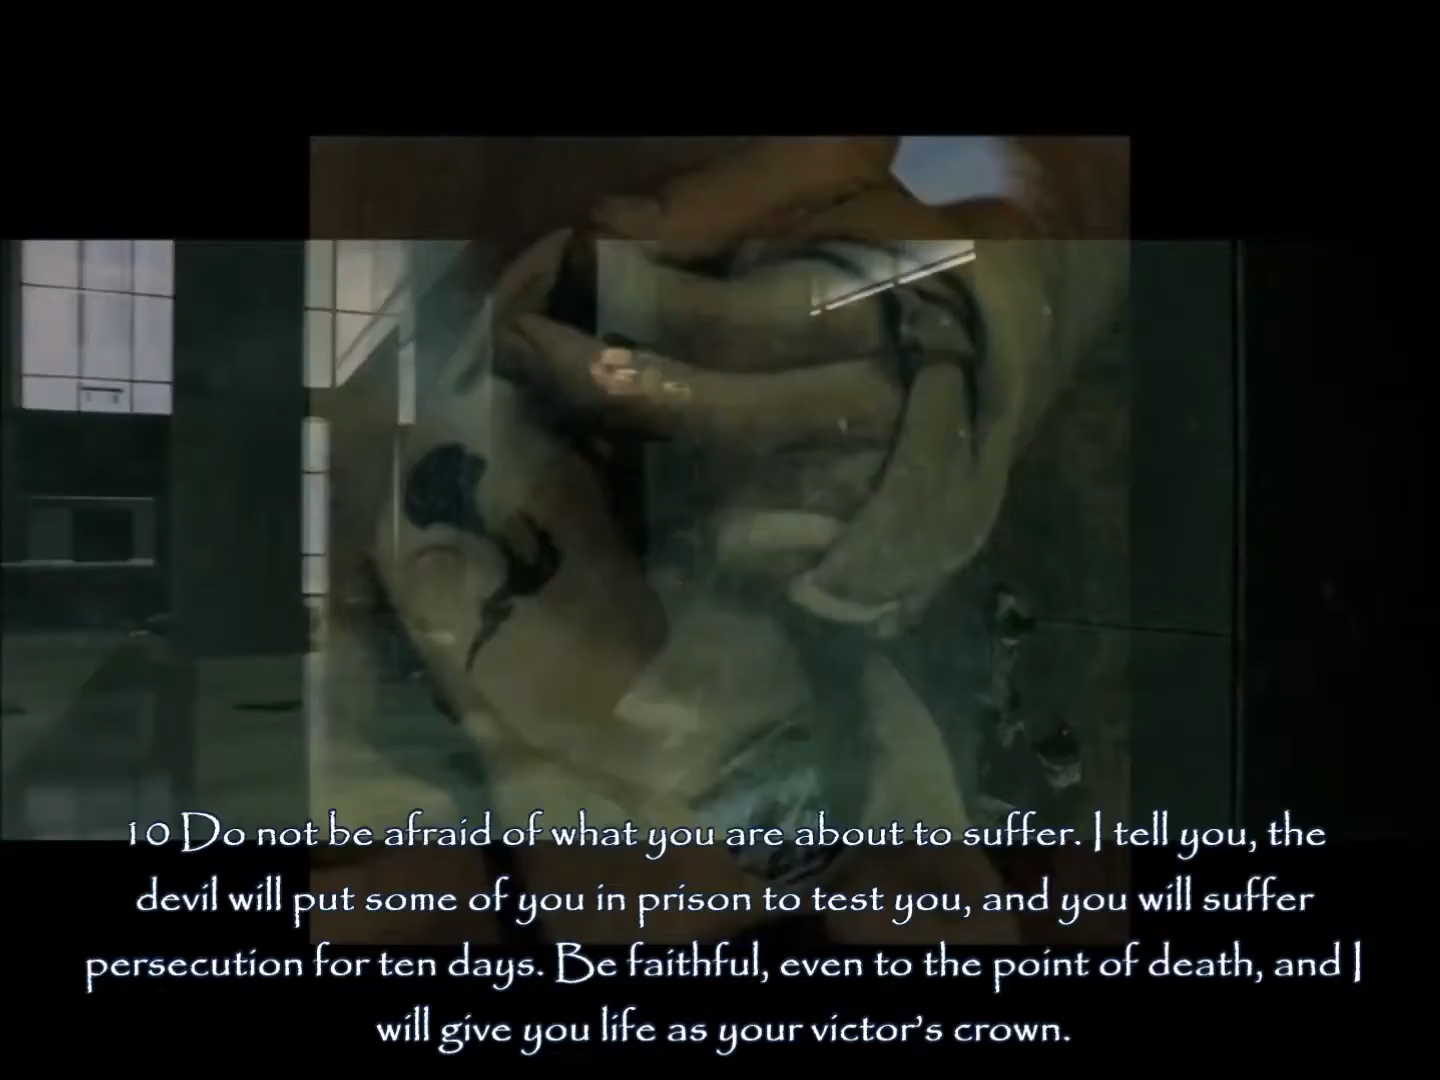 10 Do not be afraid of what you are about to suffer. I tell you, the
devil will put some of you in prison to test you, and you will suffer
persecution for ten days. Be faithful, even to the point of death, and I
will give you life as your victor’s crown.